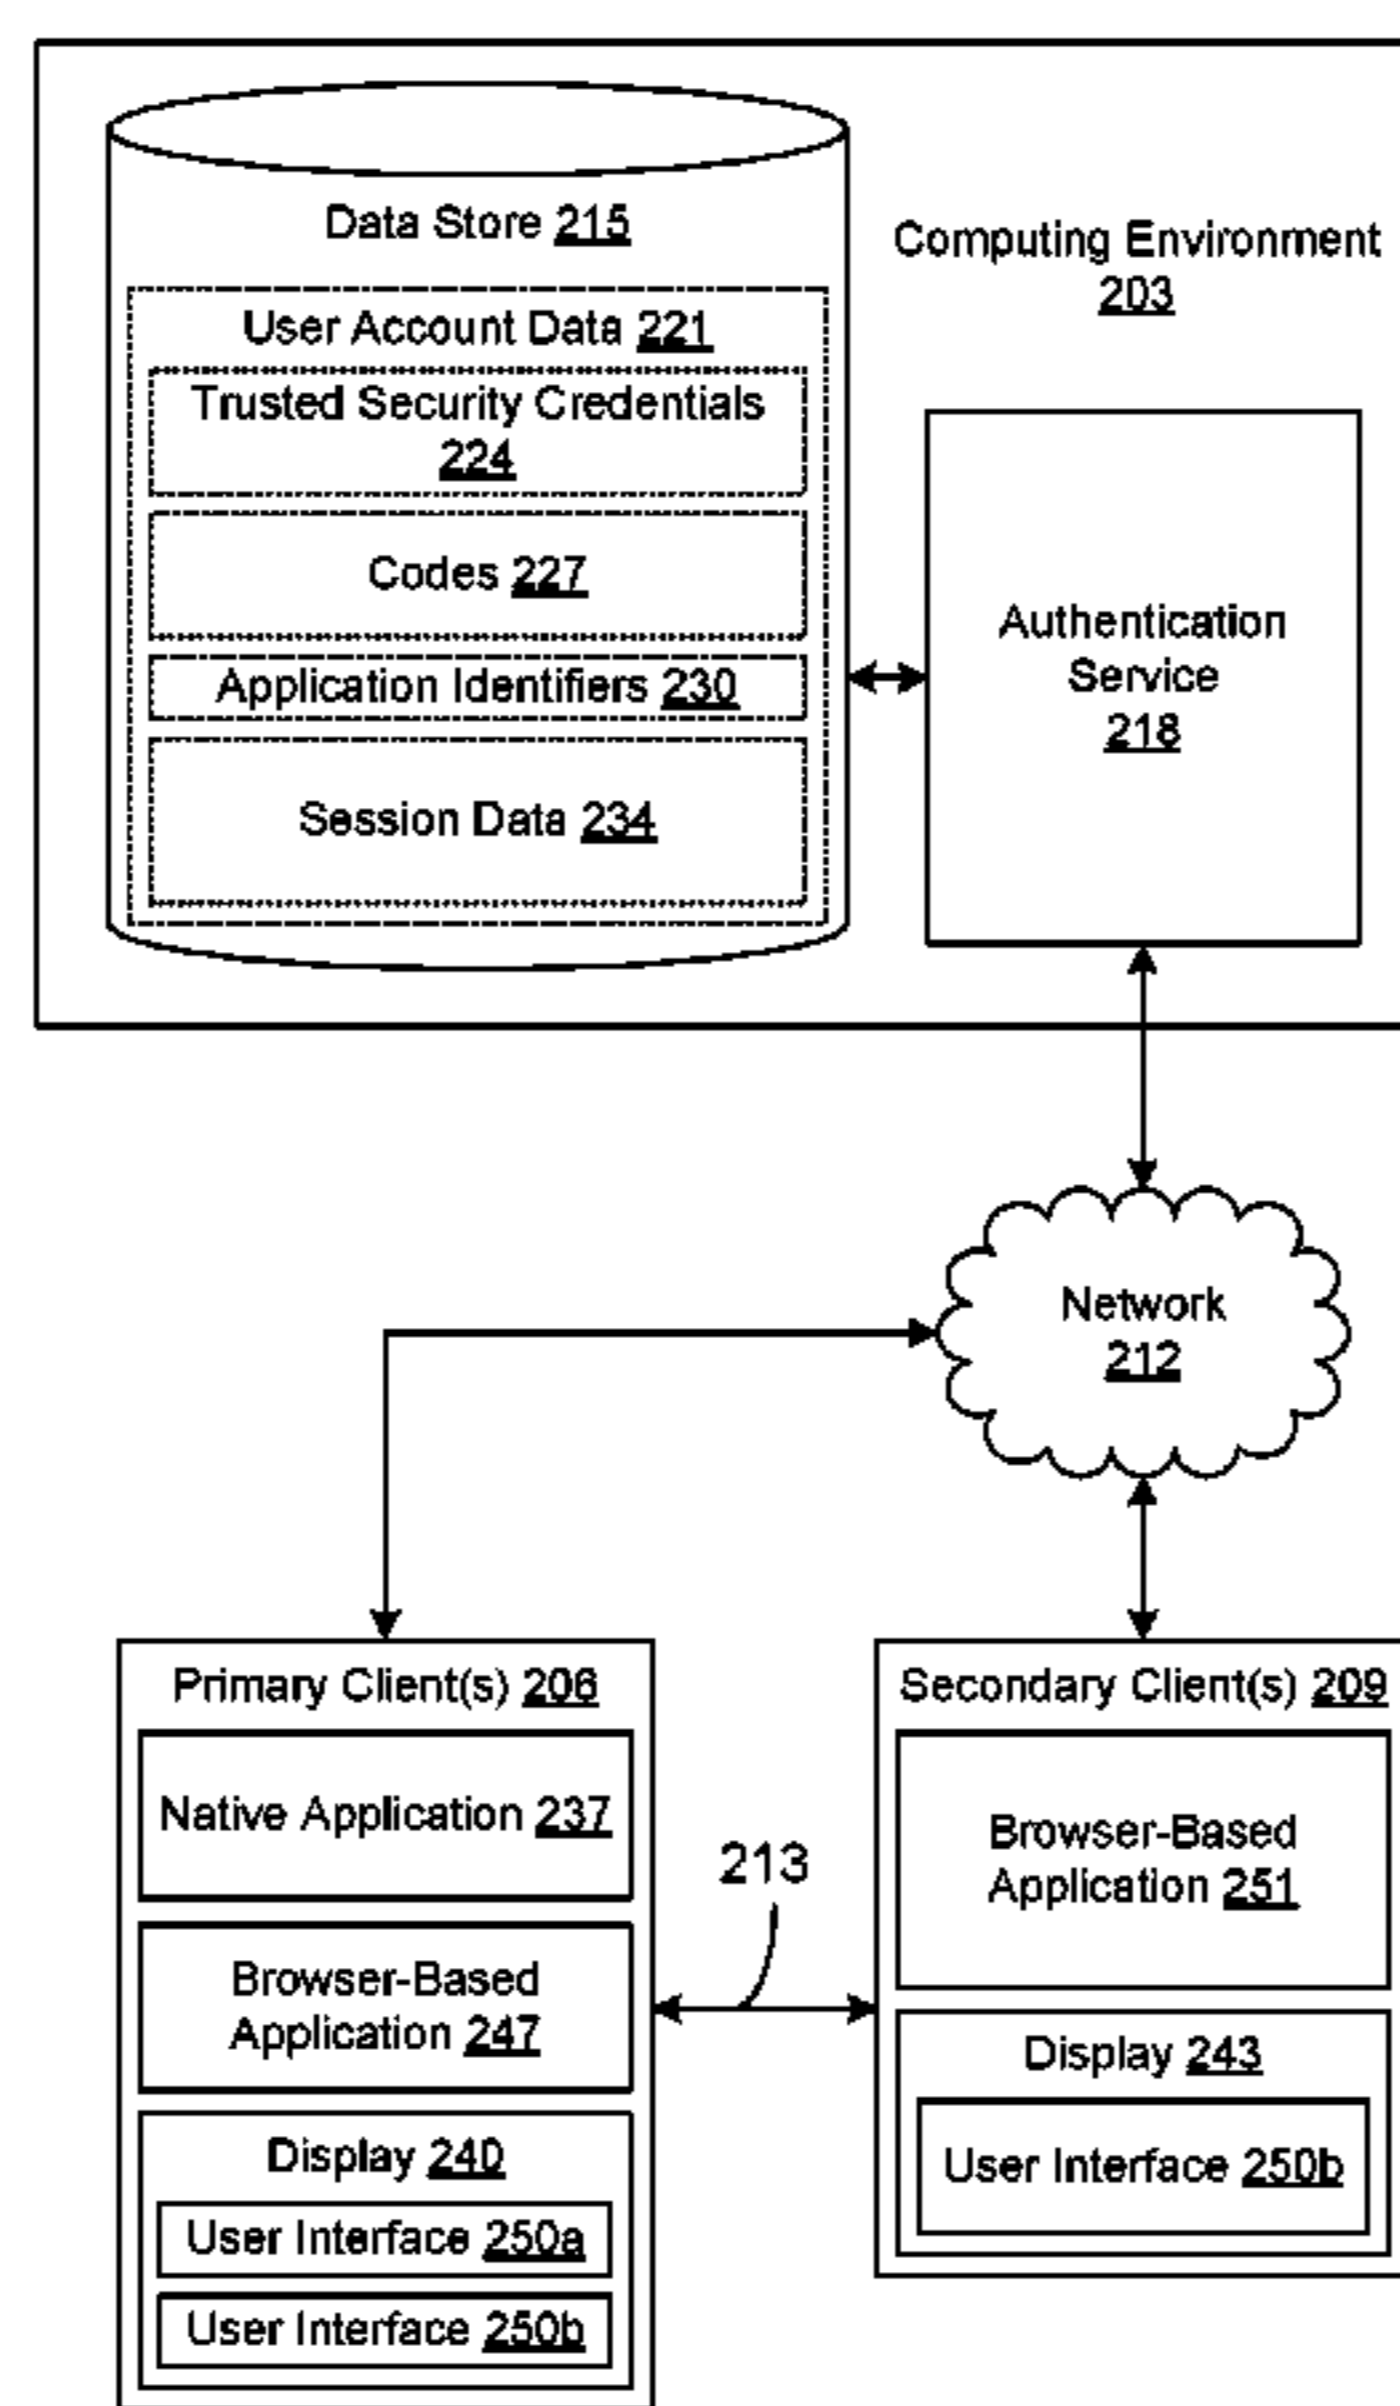 Data Store 215
Computing Environment
203
User Account Data 221
Trusted Security Credentials
224
Codes 227
Application Identifiers 230
Session Data 234
Authentication
Service
218
Network
212
Primary Client(s) 206
Native Application 237
Browser-Based
Application 247
Display 240
User Interface 250a
User Interface 250b
213
Secondary Client(s) 209
Browser-Based
Application 251
Display 243
User Interface 250b